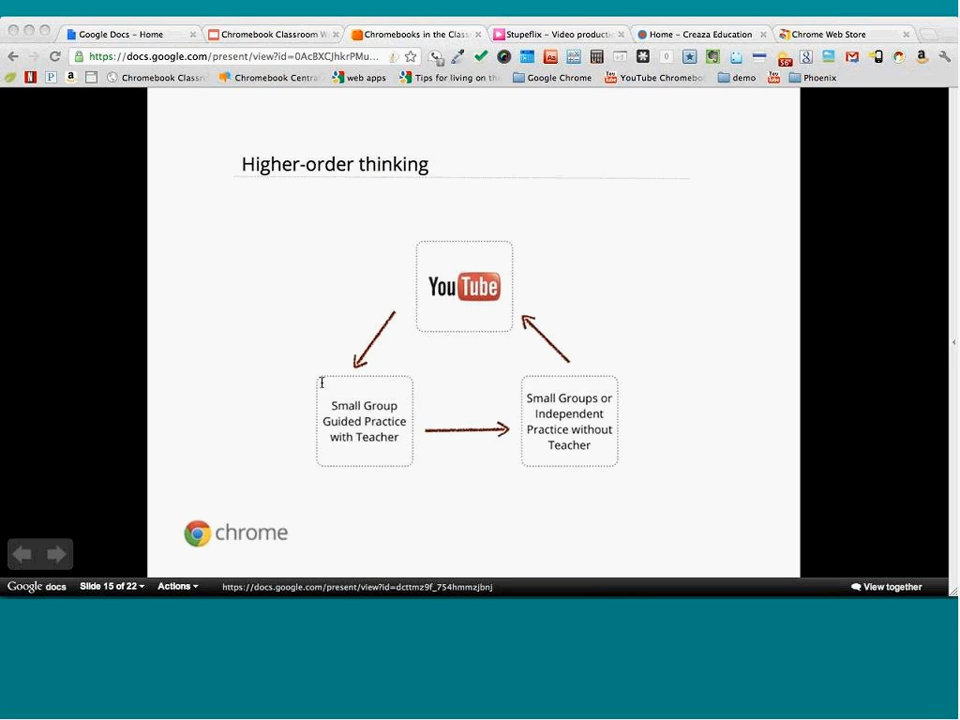 Google Docs - Home
Chromebook Classroom W
Chromebooks in the Class
Stupeflix - Video producti
Home - Creazza Education
Chrome Web Store
https://docs.google.com/present/view?id=0AcBXCJhkrPMu...
56°
Chromebook Classr
Chromebook Centra
web apps
Tips for living on th
Google Chrome
YouTube Chromebo
demo
Phoenix
Higher-order thinking
YouTube
Small Group
Guided Practice
with Teacher
Small Groups or
Independent
Practice without
Teacher
chrome
Google docs
Slide 15 of 22
Actions
https://docs.google.com/present/view?id=dcttmz9f_754hmmzjbnj
View together